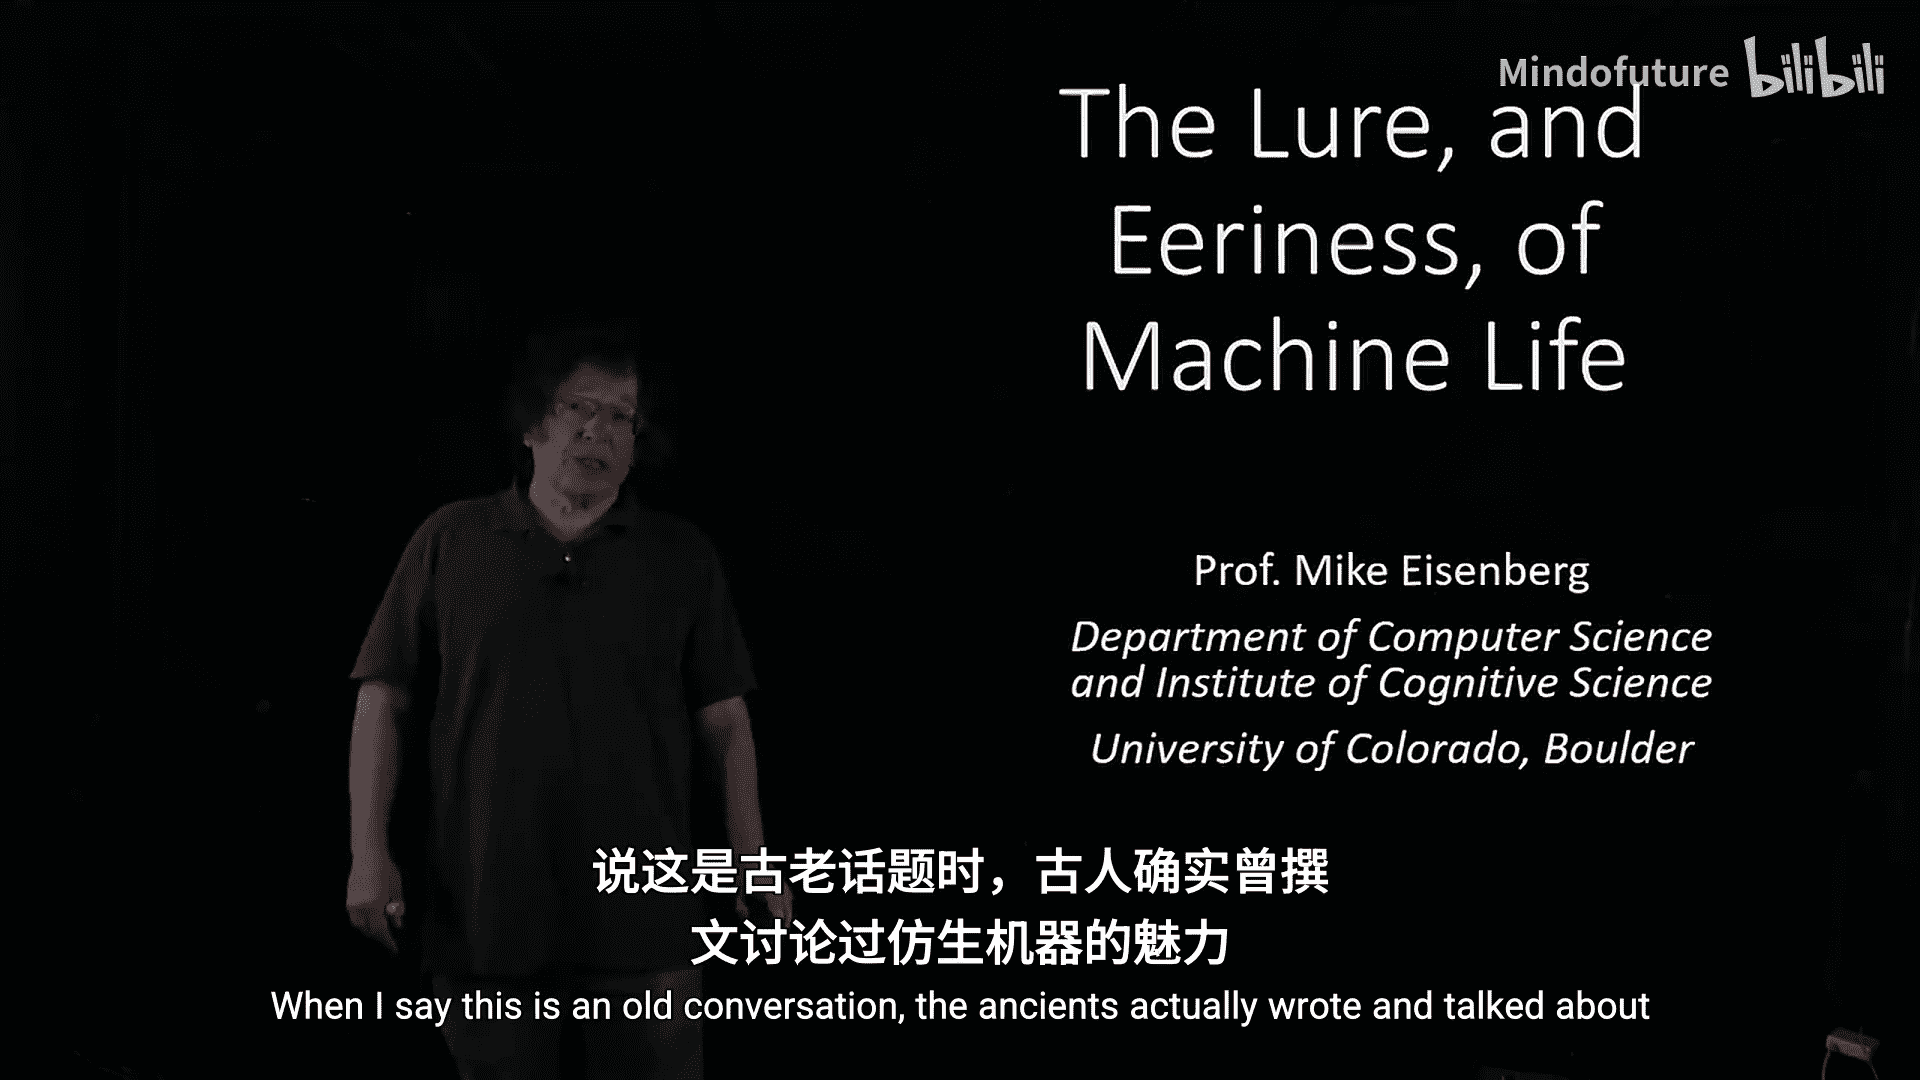 Mindofuture bilibili
The Lure, and
Eeriness, of
Machine Life
Prof. Mike Eisenberg
Department of Computer Science
and Institute of Cognitive Science
University of Colorado, Boulder
说这是古老话题时，古人确实曾撰
文讨论过仿生机器的魅力
When I say this is an old conversation, the ancients actually wrote and talked about